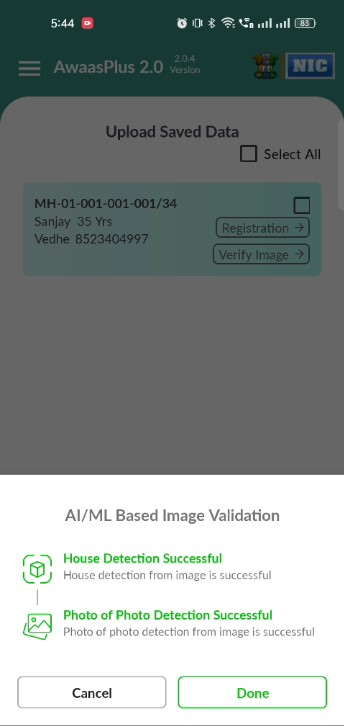 5:44
83
AwaasPlus 2.0
2.0.4
Version
NIC
Upload Saved Data
Select All
MH-01-001-001-001/34
Sanjay 35 Yrs
Registration →
Vedhe 8523404997
Verify Image →
AI/ML Based Image Validation
House Detection Successful
House detection from image is successful
Photo of Photo Detection Successful
Photo of photo detection from image is successful
Cancel
Done